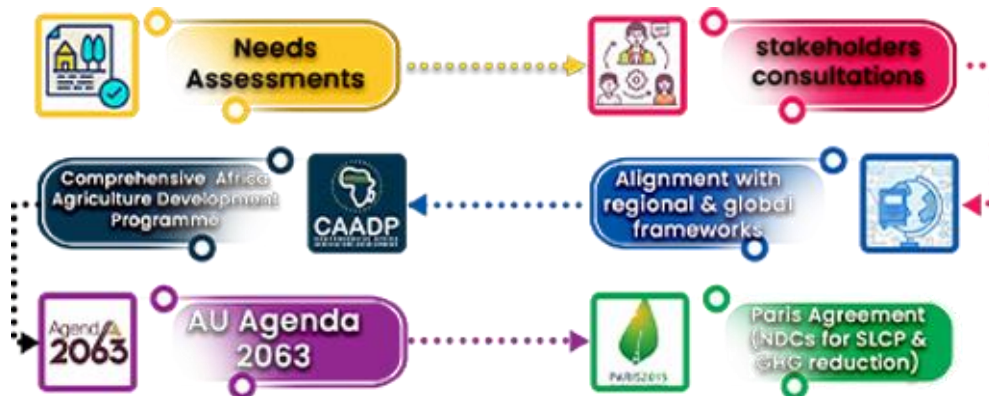 Needs
Assessments
stakeholders
consultations
Alignment with
regional & global
frameworks
CAADP
Comprehensive Africa
Agriculture Development
Programme
Agenda
2063
AU Agenda
2063
PARIS2015
Paris Agreement
(NDCs for SLCP &
GHG reduction)